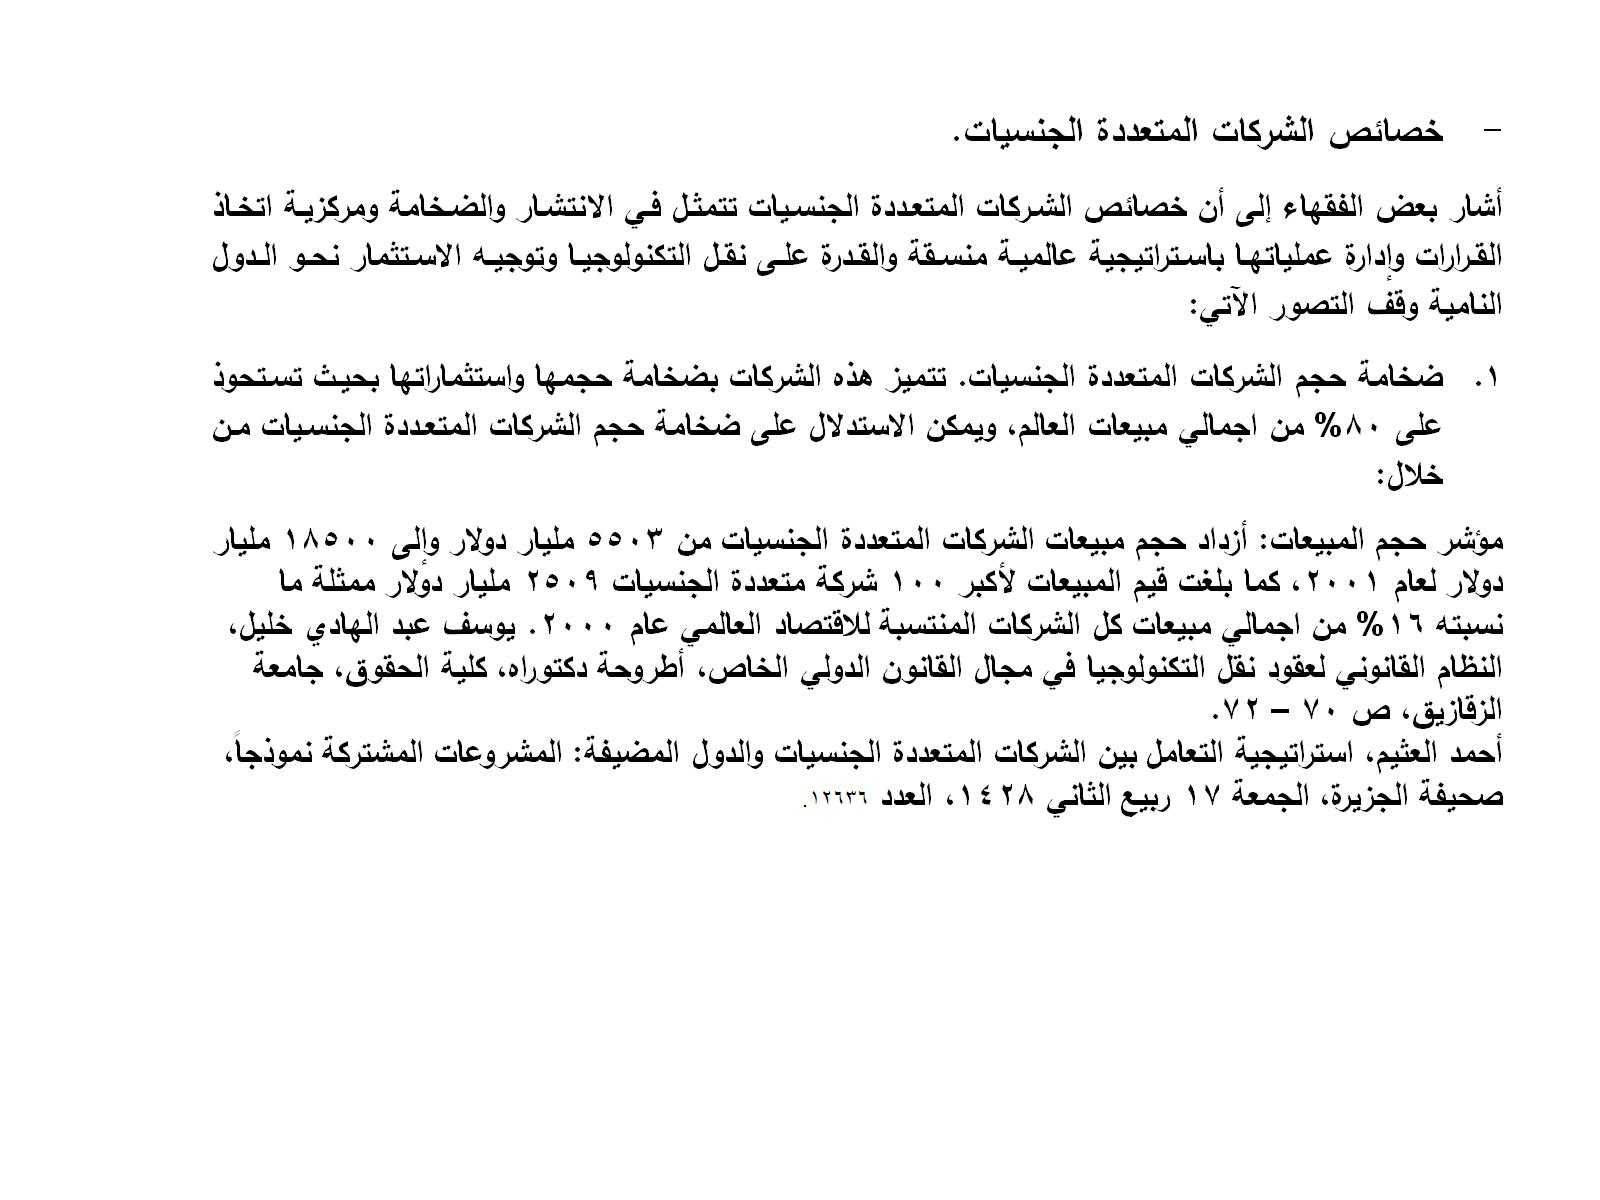 – خصائص الشركات المتعددة الجنسيات.
أشار بعض الفقهاء إلى أن خصائص الشركات المتعددة الجنسيات تتمثل في الانتشار والضخامة ومركزية اتخاذ
القرارات وإدارة عملياتها باستراتيجية عالمية منسقة والقدرة على نقل التكنولوجيا وتوجيه الاستثمار نحو الدول
النامية وقف التصور الآتي:
١. ضخامة حجم الشركات المتعددة الجنسيات. تتميز هذه الشركات بضخامة حجمها واستثماراتها بحيث تستحوذ
على ٨٠% من اجمالي مبيعات العالم، ويمكن الاستدلال على ضخامة حجم الشركات المتعددة الجنسيات من
خلال:
مؤشر حجم المبيعات: أزداد حجم مبيعات الشركات المتعددة الجنسيات من ٥٥٠٣ مليار دولار وإلى ١٨٥٠٠ مليار
دولار لعام ٢٠٠١، كما بلغت قيم المبيعات لأكبر ١٠٠ شركة متعددة الجنسيات ٢٥٠٩ مليار دولار ممثلة ما
نسبته ١٦% من اجمالي مبيعات كل الشركات المنتسبة للاقتصاد العالمي عام ٢٠٠٠. يوسف عبد الهادي خليل،
النظام القانوني لعقود نقل التكنولوجيا في مجال القانون الدولي الخاص، أطروحة دكتوراه، كلية الحقوق، جامعة
الزقازيق، ص ٧٠ – ٧٢.
أحمد العثيم، استراتيجية التعامل بين الشركات المتعددة الجنسيات والدول المضيفة: المشروعات المشتركة نموذجاً،
صحيفة الجزيرة، الجمعة ١٧ ربيع الثاني ١٤٢٨، العدد ١٢٦٣٦.